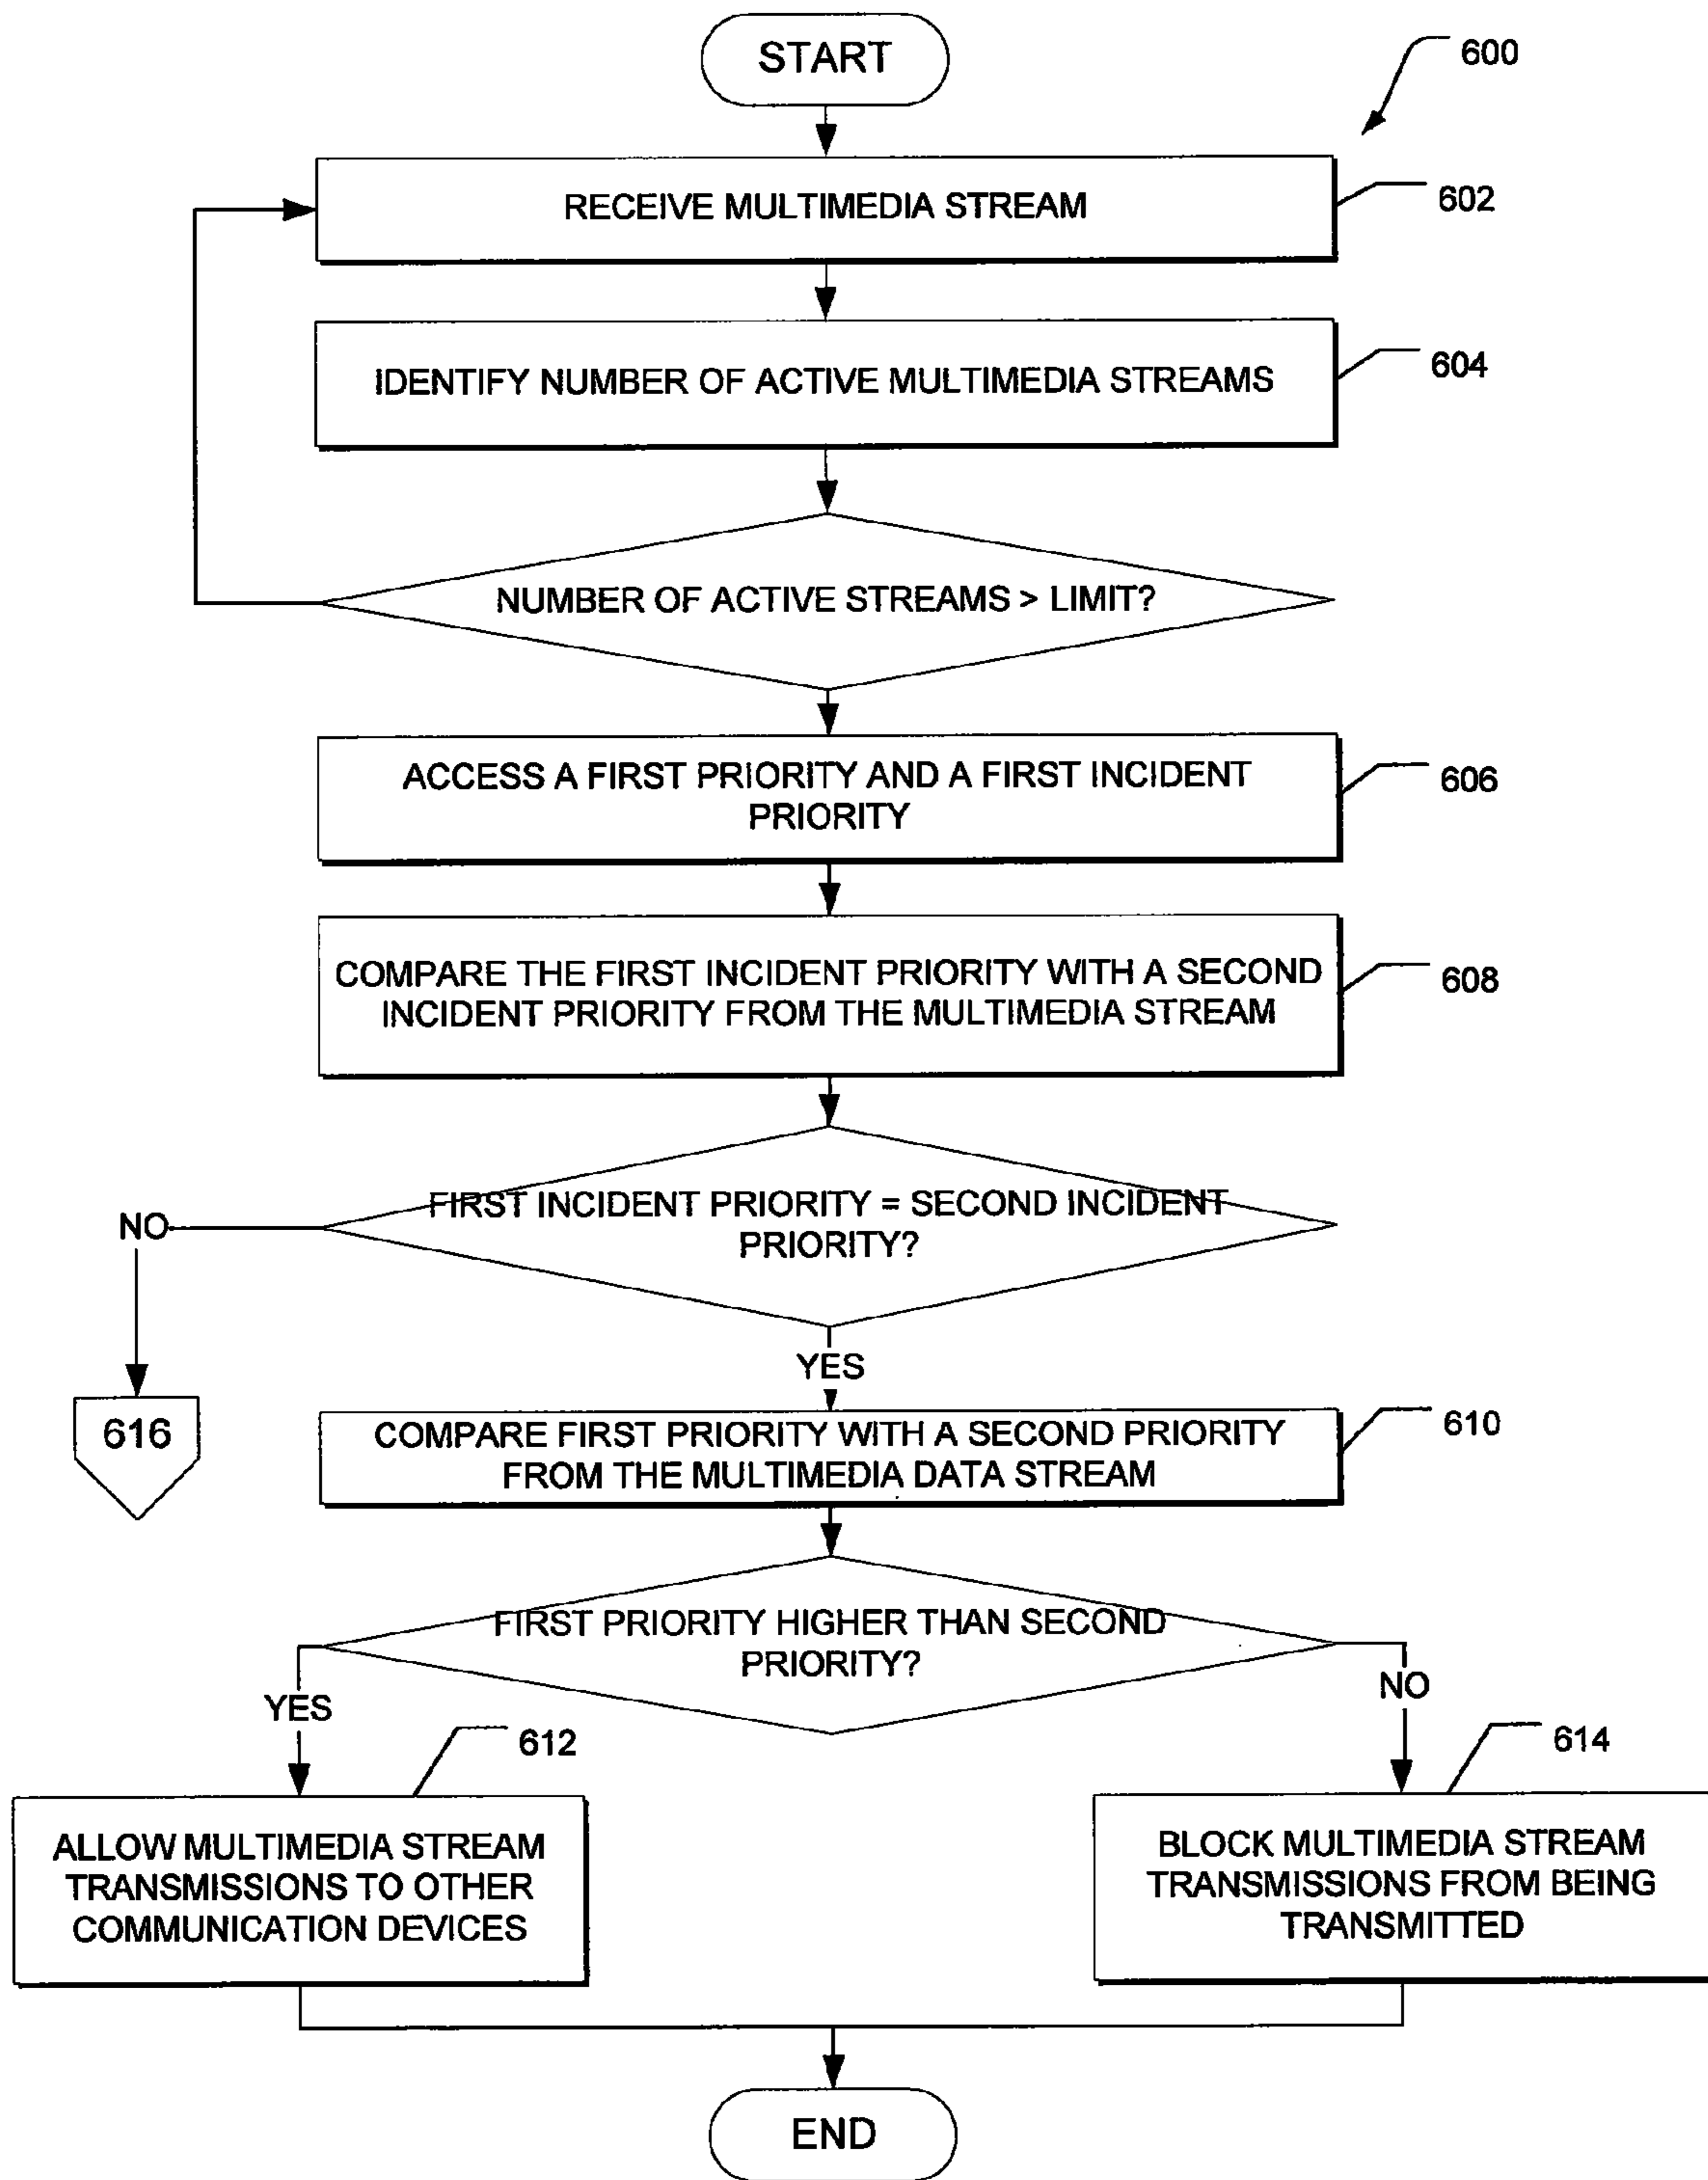 START
600
RECEIVE MULTIMEDIA STREAM
602
IDENTIFY NUMBER OF ACTIVE MULTIMEDIA STREAMS
604
NUMBER OF ACTIVE STREAMS > LIMIT?
ACCESS A FIRST PRIORITY AND A FIRST INCIDENT
PRIORITY
606
COMPARE THE FIRST INCIDENT PRIORITY WITH A SECOND
INCIDENT PRIORITY FROM THE MULTIMEDIA STREAM
608
FIRST INCIDENT PRIORITY = SECOND INCIDENT
PRIORITY?
NO
YES
616
COMPARE FIRST PRIORITY WITH A SECOND PRIORITY
FROM THE MULTIMEDIA DATA STREAM
610
FIRST PRIORITY HIGHER THAN SECOND
PRIORITY?
YES
NO
612
614
ALLOW MULTIMEDIA STREAM
TRANSMISSIONS TO OTHER
COMMUNICATION DEVICES
BLOCK MULTIMEDIA STREAM
TRANSMISSIONS FROM BEING
TRANSMITTED
END